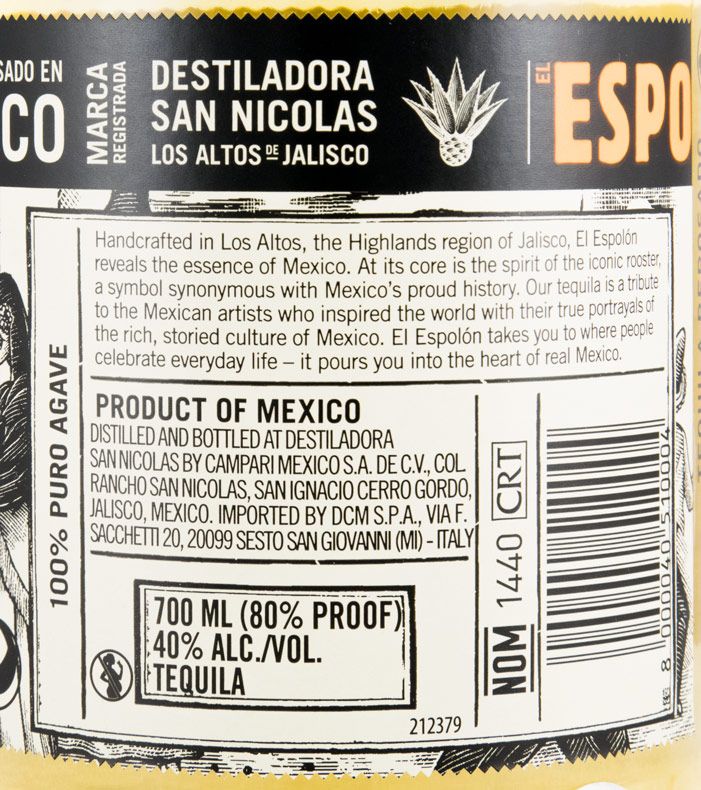 SADO EN
CO
MARCA
REGISTRADA
DESTILADORA
SAN NICOLAS
LOS ALTOS DE JALISCO
EL
ESPO
Handcrafted in Los Altos, the Highlands region of Jalisco, El Espolón
reveals the essence of Mexico. At its core is the spirit of the iconic rooster,
a symbol synonymous with Mexico's proud history. Our tequila is a tribute
to the Mexican artists who inspired the world with their true portrayals of
the rich, storied culture of Mexico. El Espolón takes you to where people
celebrate everyday life – it pours you into the heart of real Mexico.
100% PURO AGAVE
PRODUCT OF MEXICO
DISTILLED AND BOTTLED AT DESTILADORA
SAN NICOLAS BY CAMPARI MEXICO S.A. DE C.V., COL.
RANCHO SAN NICOLAS, SAN IGNACIO CERRO GORDO,
JALISCO, MEXICO. IMPORTED BY DCM S.P.A., VIA F.
SACCHETTI 20, 20099 SESTO SAN GIOVANNI (MI) - ITALY
700 ML (80% PROOF)
40% ALC./VOL.
TEQUILA
NOM 1440 CRT
8 000040 510004
212379